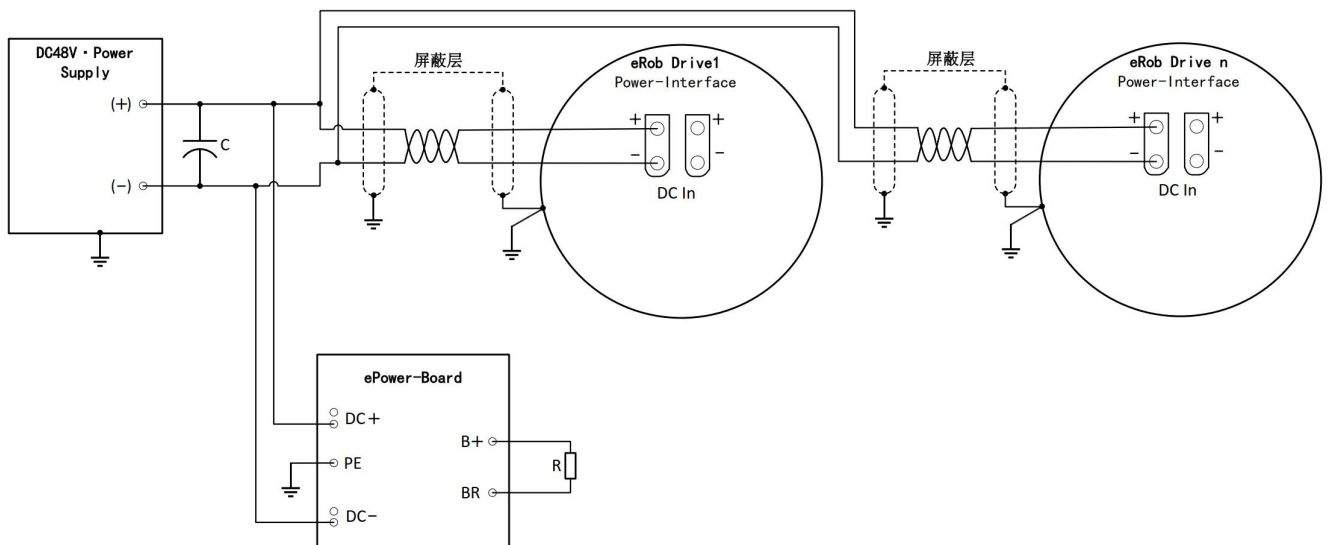 DC48V · Power
Supply
(+)
C
(-)
屏蔽层
eRob Drive1
Power-Interface
+
+
-
-
DC In
屏蔽层
eRob Drive n
Power-Interface
+
+
-
-
DC In
ePower-Board
DC+
B+
PE
R
BR
DC-